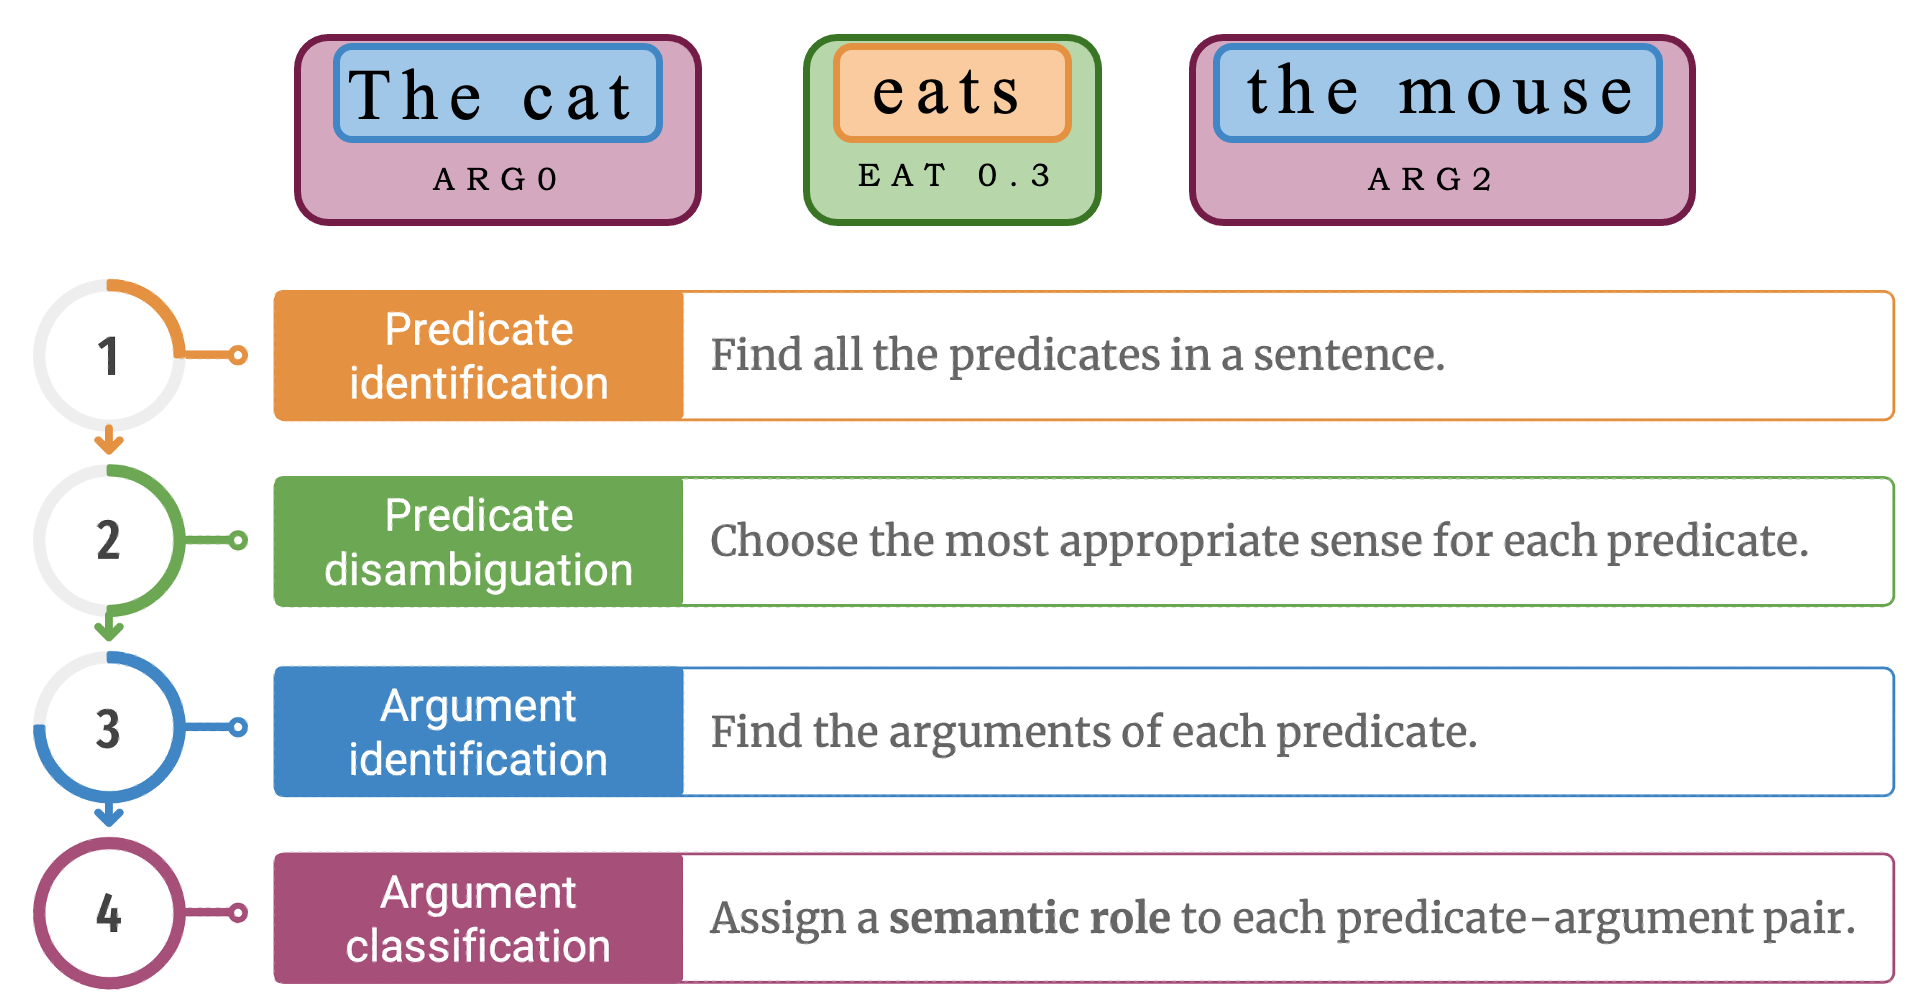 The cat eats the mouse
ARG0 EAT 0.3 ARG2
1
Predicate
identification
Find all the predicates in a sentence.
2
Predicate
disambiguation
Choose the most appropriate sense for each predicate.
3
Argument
identification
Find the arguments of each predicate.
4
Argument
classification
Assign a semantic role to each predicate-argument pair.